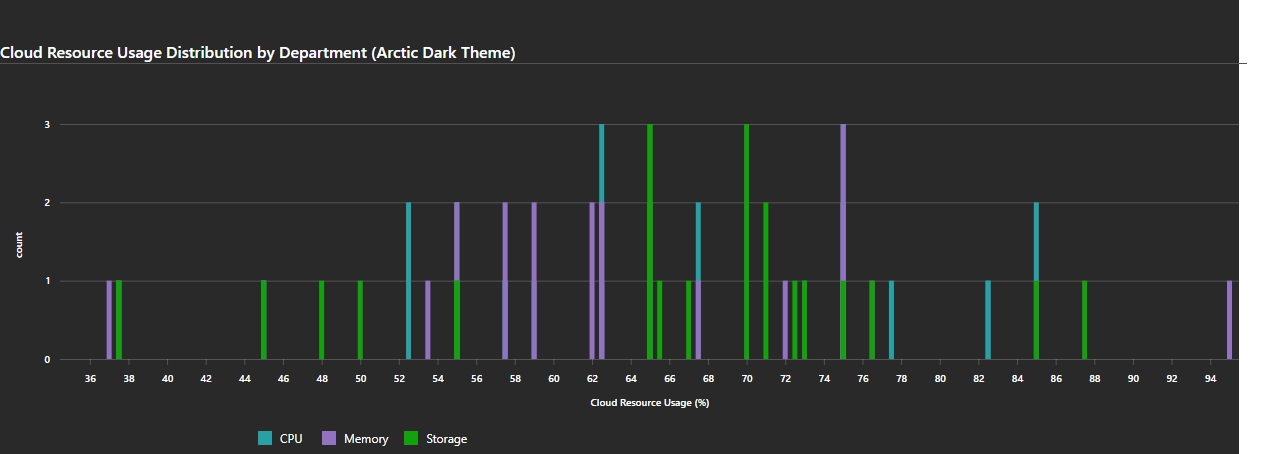 Cloud Resource Usage Distribution by Department (Arctic Dark Theme)
3
2
count
1
0
36 38 40 42 44 46 48 50 52 54 56 58 60 62 64 66 68 70 72 74 76 78 80 82 84 86 88 90 92 94
Cloud Resource Usage (%)
CPU Memory Storage